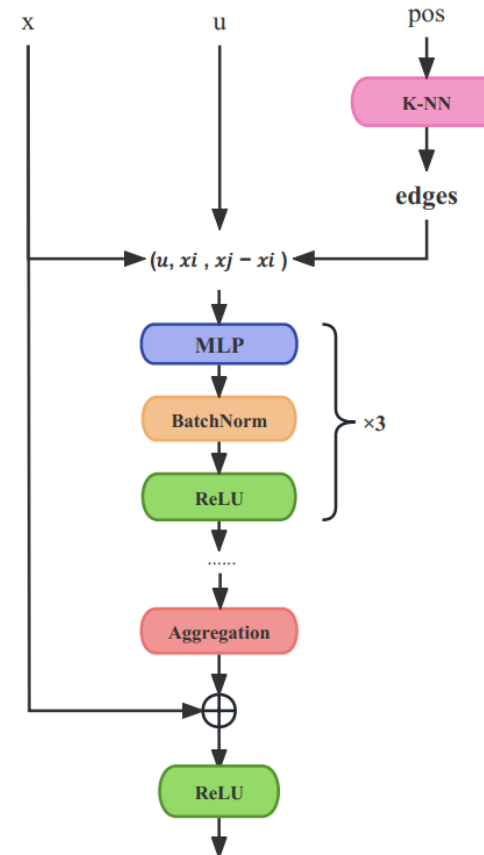 x u pos
K-NN
edges
(u, xi , xj − xi )
MLP
BatchNorm
×3
ReLU
......
Aggregation
ReLU